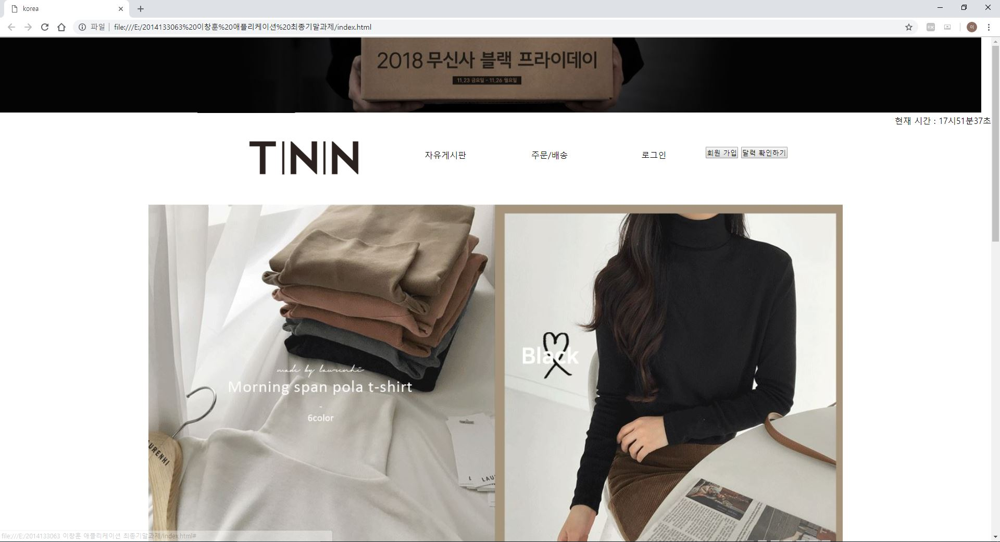 korea
파일 file:///E:/2014133063%20이창훈%20애플리케이션%20최종기말과제/index.html
이
2018 무신사 블랙 프라이데이
11.23 금요일 - 11.26 월요일
현재 시간 : 17시51분37초
T|N|N
자유게시판 주문/배송 로그인 회원 가입 달력 확인하기
made by laurenhi
Morning span pola t-shirt
-
6color
Black
LAUR
URENHI
file:///E:/2014133063 이창훈 애플리케이션 최종기말과제/index.html#